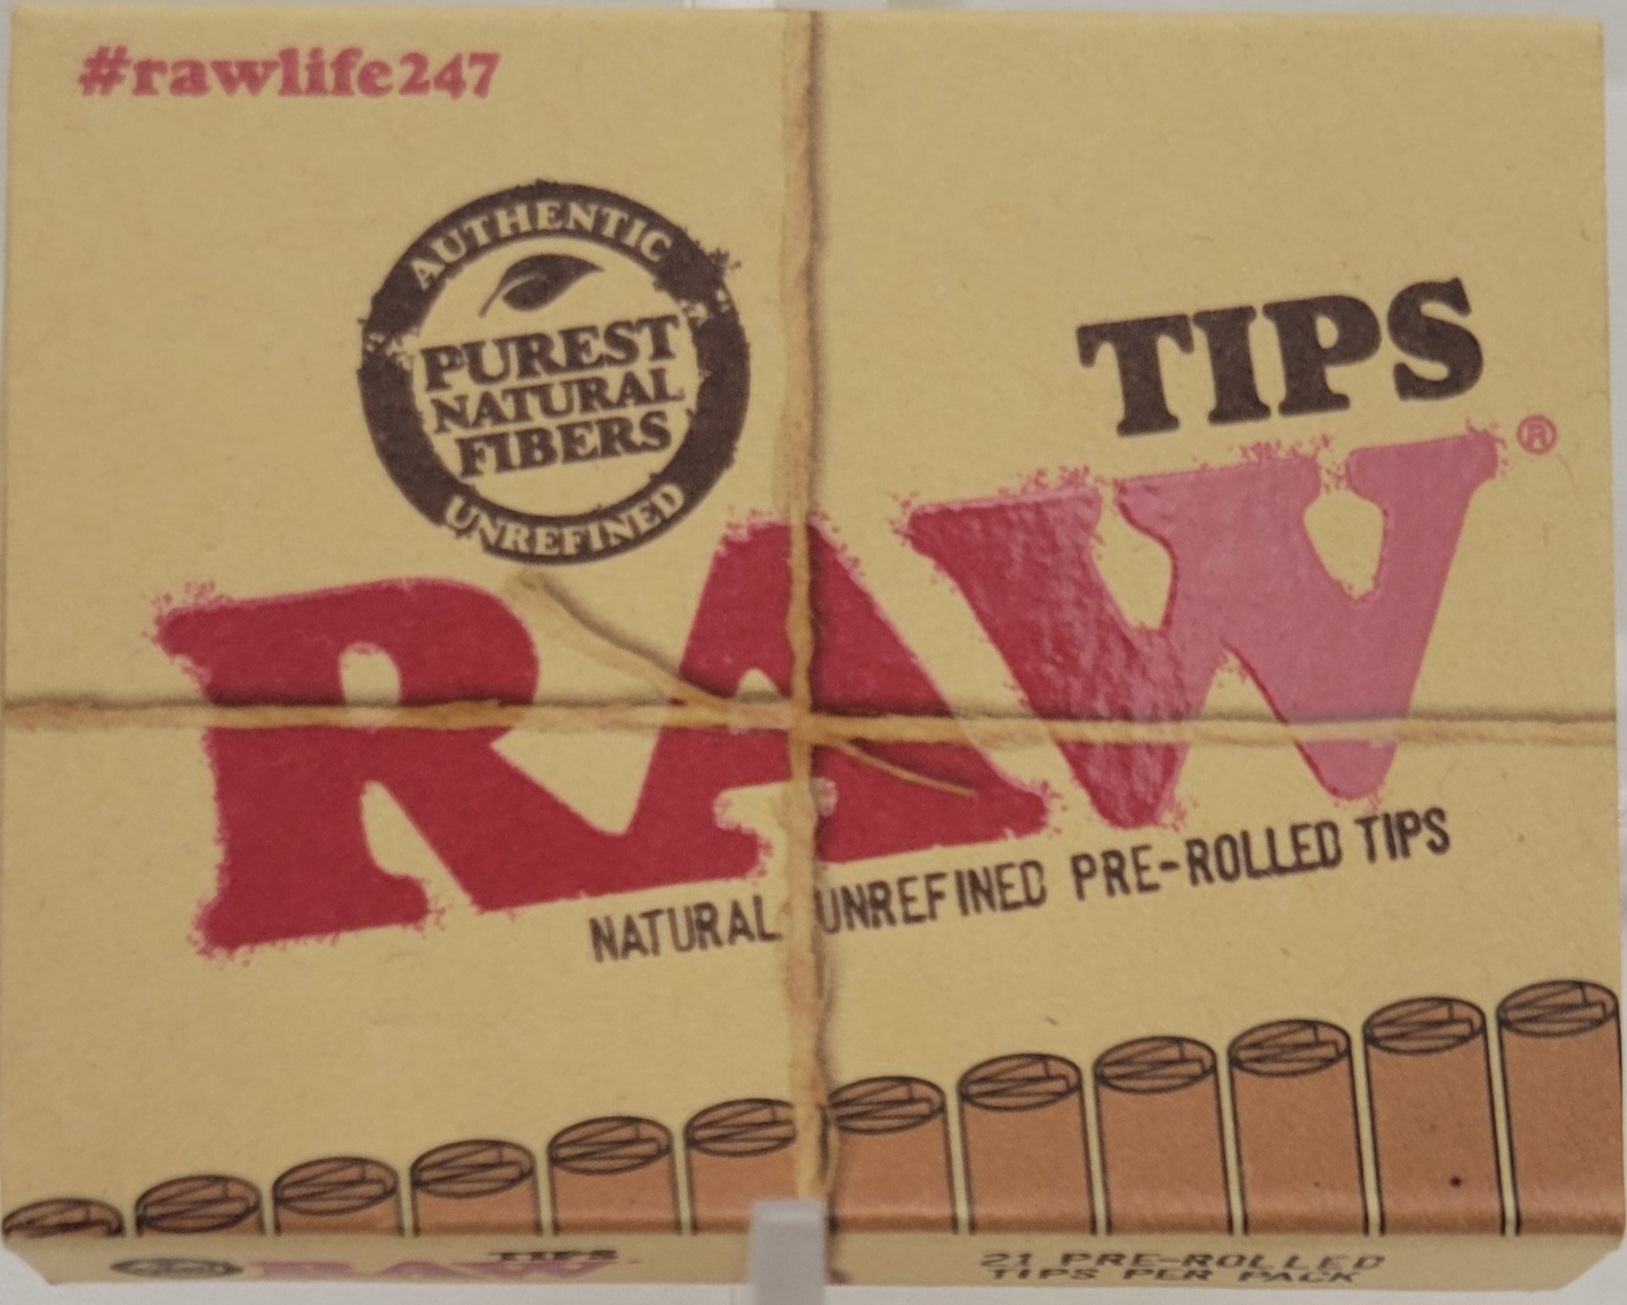 #rawlife247
AUTHENTIC
PUREST
NATURAL
FIBERS
UNREFINED
TIPS
RAW®
NATURAL UNREFINED PRE-ROLLED TIPS
TIPS
RAW
21 PRE-ROLLED
TIPS PER PACK